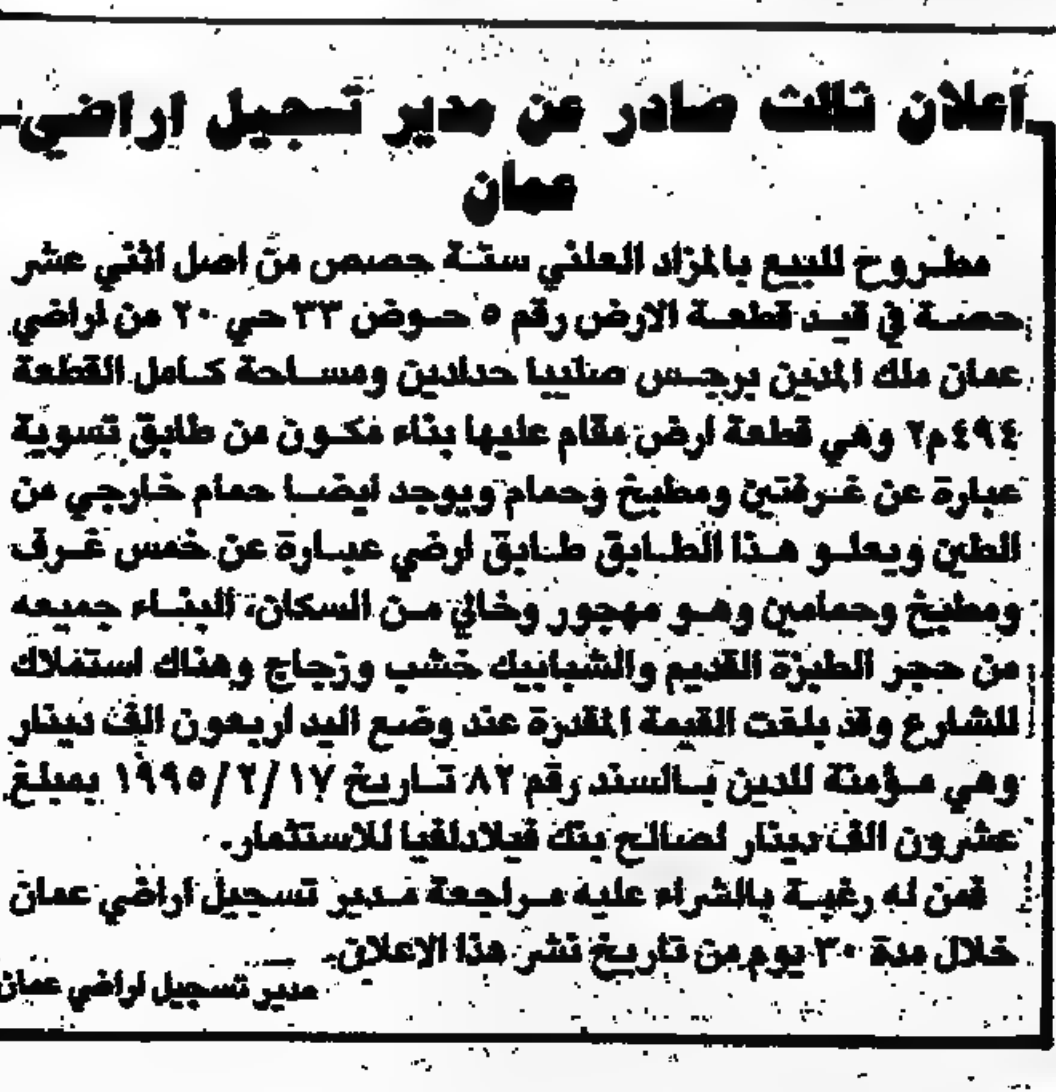 اعلان ثالث صادر عن مدير تسجيل اراضي
عمان
مطروح للبيع بالمزاد العلني ستة حصص من اصل اثني عشر
حصة في قيد قطعة الارض رقم ٥ حوض ٣٣ حي ٢٠ من اراضي
عمان ملك المدين برجس صليبا حدادين ومساحة كامل القطعة
٤٩٤م٢ وهي قطعة ارض مقام عليها بناء مكون من طابق تسوية
عبارة عن غرفتين ومطبخ وحمام ويوجد ايضا حمام خارجي من
الطين ويعلو هذا الطابق طابق ارضي عبارة عن خمس غرف
ومطبخ وحمامين وهو مهجور وخالي من السكان، البناء جميعه
من حجر الطبزة القديم والشبابيك خشب وزجاج وهناك استملاك
للشارع وقد بلغت القيمة المقدرة عند وضع اليد اربعون الف دينار
وهي مؤمنة للدين بالسند رقم ٨٢ تاريخ ١٩٩٥/٢/١٧ بمبلغ
عشرون الف دينار لصالح بنك فيلادلفيا للاستثمار.
فمن له رغبة بالشراء عليه مراجعة مدير تسجيل اراضي عمان
خلال مدة ٣٠ يوم من تاريخ نشر هذا الاعلان.
مدير تسجيل اراضي عمان